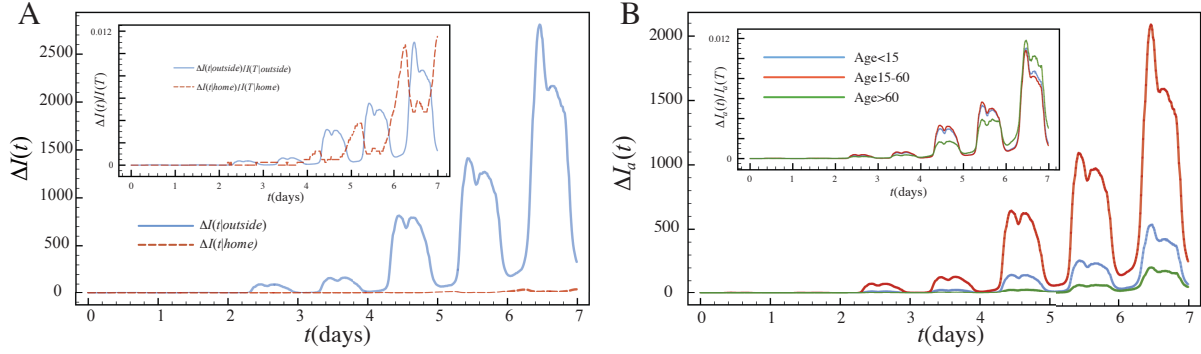 A
ΔI(t)
2500
2000
1500
1000
500
0
0 1 2 3 4 5 6 7
t(days)
ΔI(t|outside)
ΔI(t|home)
ΔI(t)/I(T)
0.012
0
0 1 2 3 4 5 6 7
t(days)
ΔI(t|outside)/I(T|outside)
ΔI(t|home)/I(T|home)
B
ΔIₐ(t)
2000
1500
1000
500
0
0 1 2 3 4 5 6 7
t(days)
ΔIₐ(t)/Iₐ(T)
0.012
0
0 1 2 3 4 5 6 7
t(days)
Age<15
Age15-60
Age>60